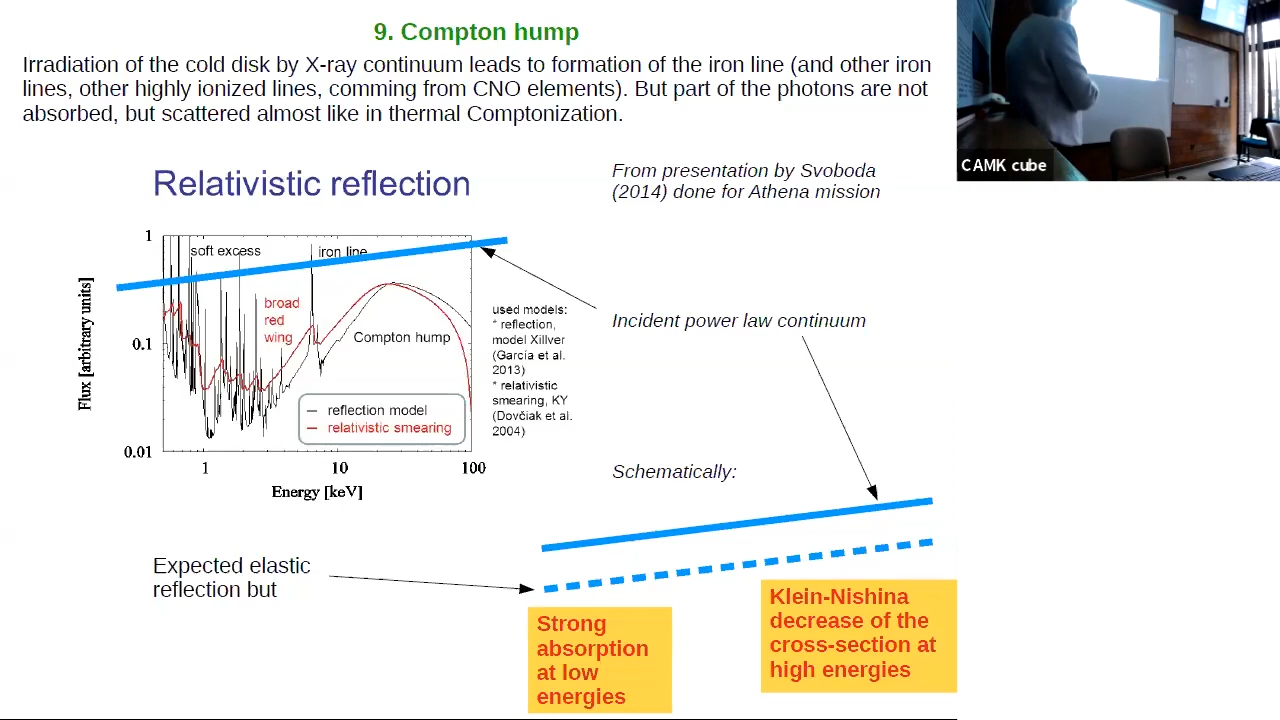 9. Compton hump
Irradiation of the cold disk by X-ray continuum leads to formation of the iron line (and other iron
lines, other highly ionized lines, comming from CNO elements). But part of the photons are not
absorbed, but scattered almost like in thermal Comptonization.
CAMK cube
Relativistic reflection
From presentation by Svoboda
(2014) done for Athena mission
1
0.1
0.01
Flux [arbitrary units]
soft excess
iron line
broad
red
wing
Compton hump
reflection model
relativistic smearing
1
10
100
Energy [keV]
used models:
* reflection,
model Xillver
(García et al.
2013)
* relativistic
smearing, KY
(Dovčiak et al.
2004)
Incident power law continuum
Schematically:
Expected elastic
reflection but
Strong
absorption
at low
energies
Klein-Nishina
decrease of the
cross-section at
high energies